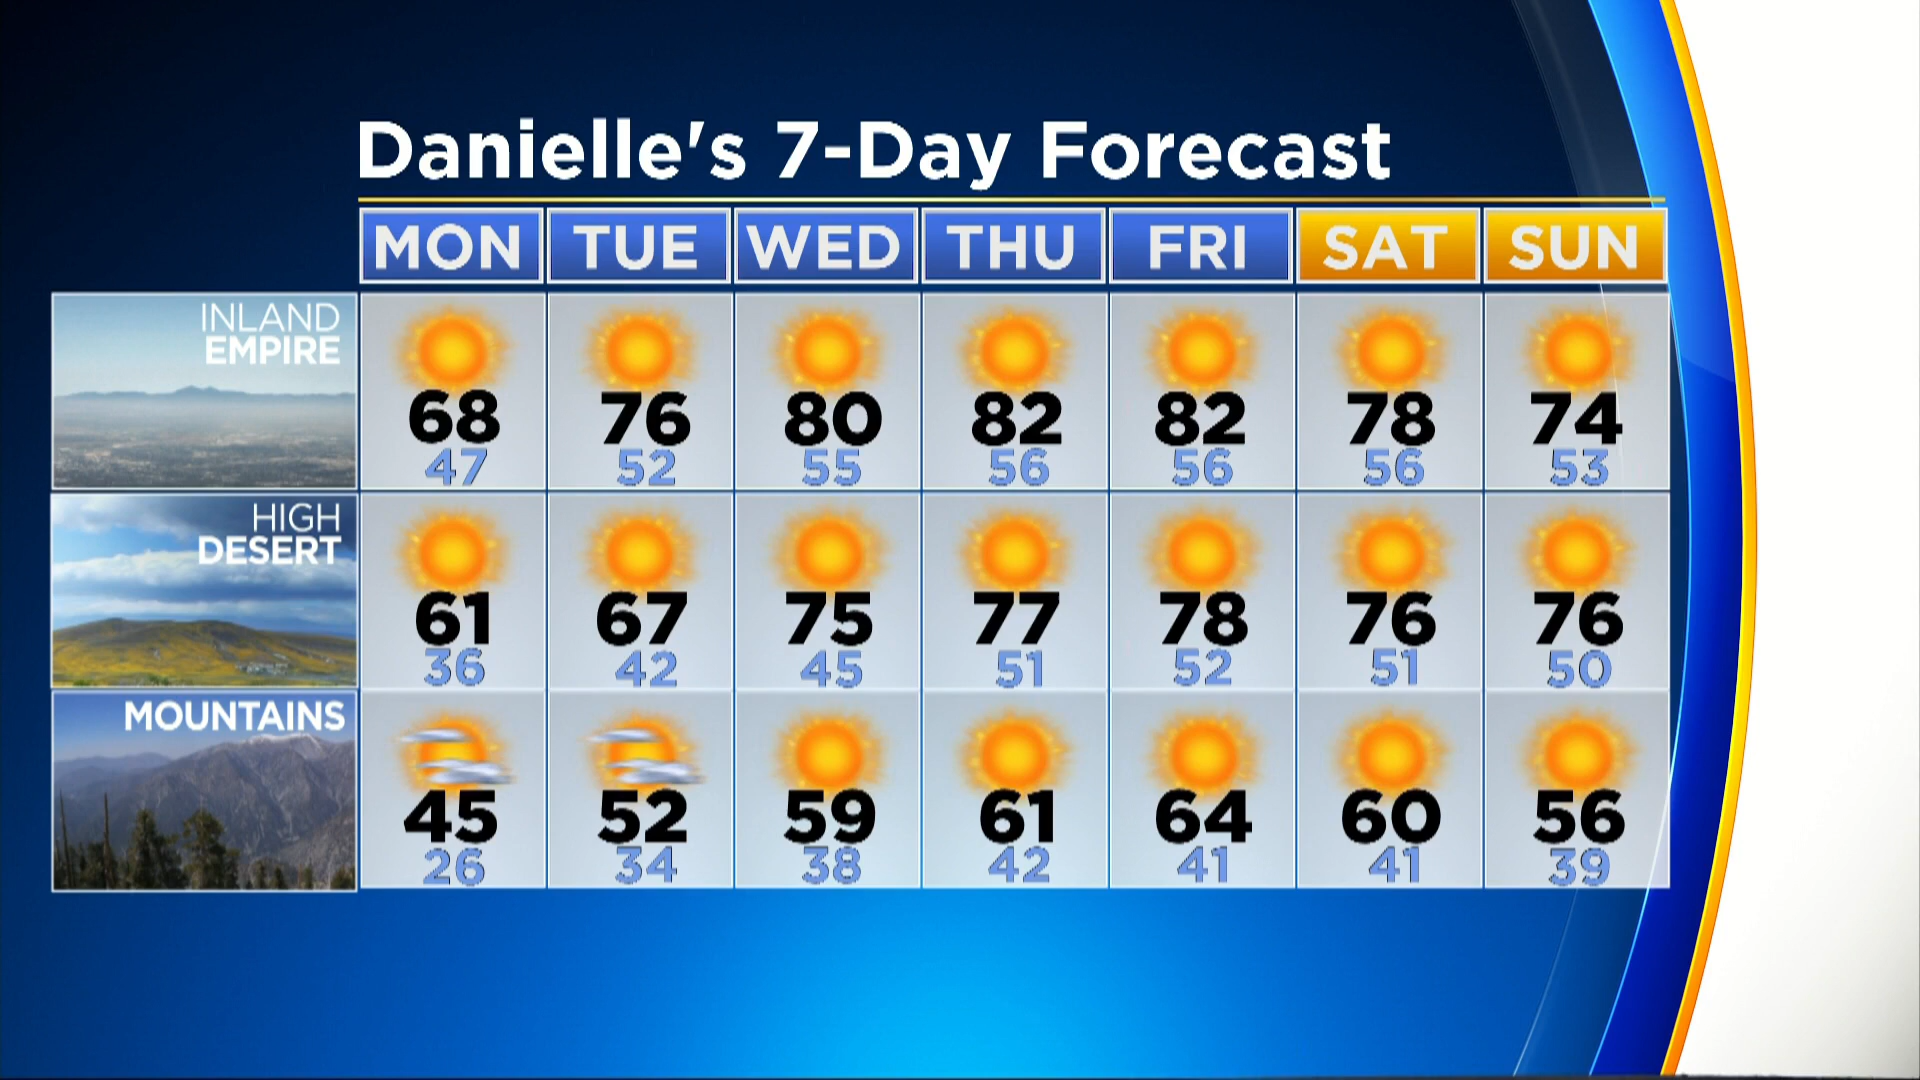 Danielle's 7-Day Forecast
MON TUE WED THU FRI SAT SUN
INLAND
EMPIRE
68 76 80 82 82 78 74
47 52 55 56 56 56 53
HIGH
DESERT
61 67 75 77 78 76 76
36 42 45 51 52 51 50
MOUNTAINS
45 52 59 61 64 60 56
26 34 38 42 41 41 39